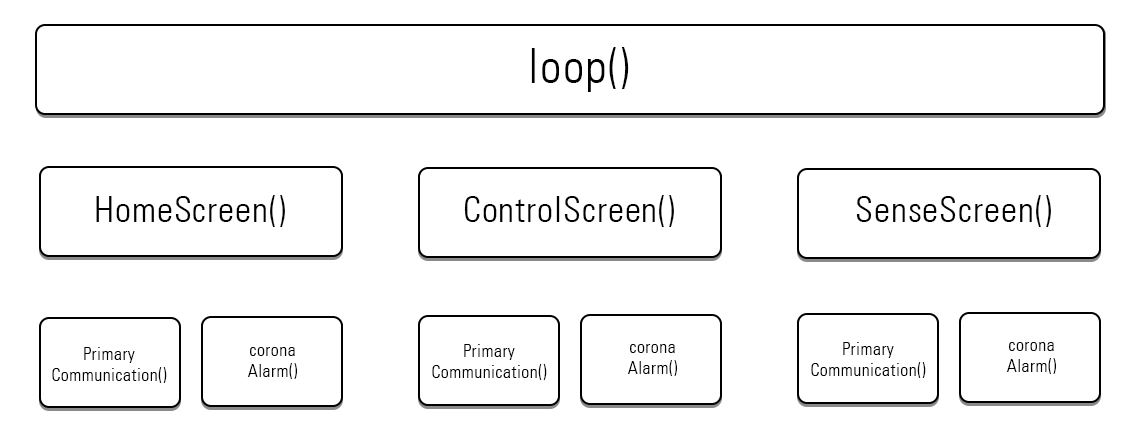 loop()
HomeScreen()
ControlScreen()
SenseScreen()
Primary
Communication()
corona
Alarm()
Primary
Communication()
corona
Alarm()
Primary
Communication()
corona
Alarm()